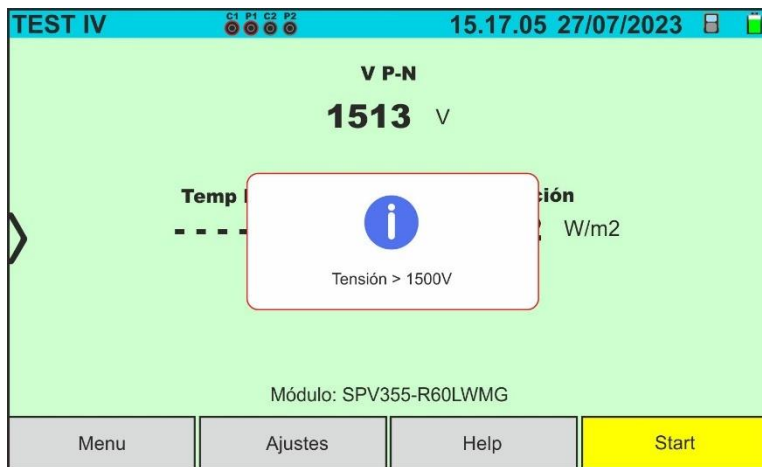 TEST IV C1 P1 C2 P2 15.17.05 27/07/2023
V P-N
1513 V
Temp ción
- - - - W/m2
Tensión > 1500V
Módulo: SPV355-R60LWMG
Menu Ajustes Help Start